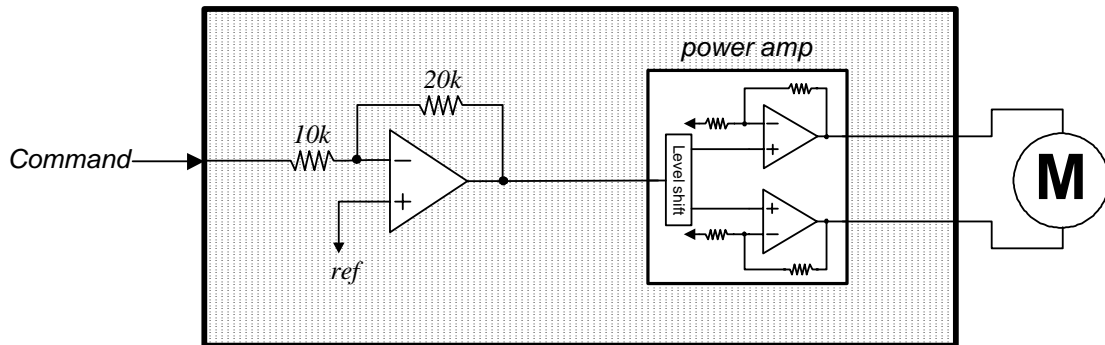 power amp
20k
10k
Command
ref
Level shift
M